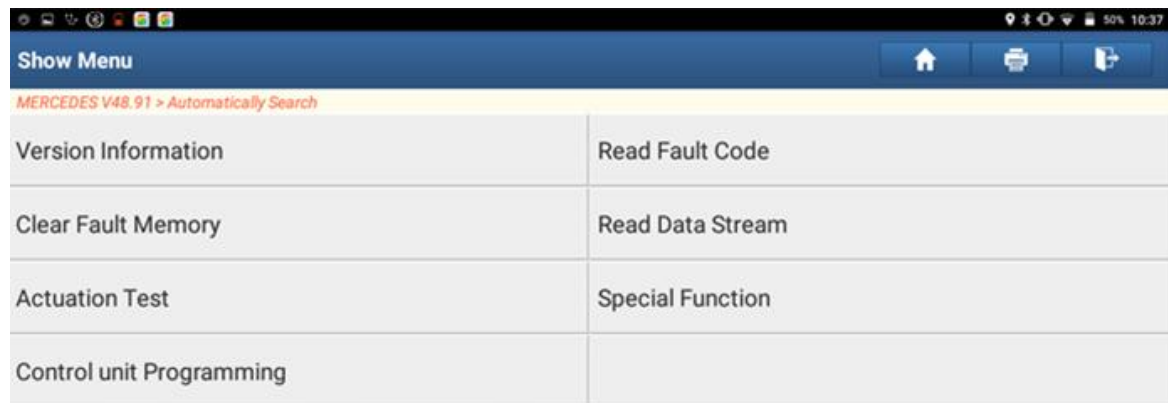 50% 10:37
Show Menu
MERCEDES V48.91 > Automatically Search
Version Information
Read Fault Code
Clear Fault Memory
Read Data Stream
Actuation Test
Special Function
Control unit Programming